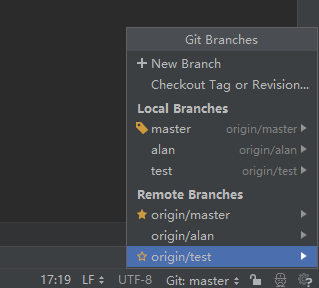 Git Branches
New Branch
Checkout Tag or Revision...
Local Branches
master origin/master
alan origin/alan
test origin/test
Remote Branches
origin/master
origin/alan
origin/test
17:19 LF UTF-8 Git: master